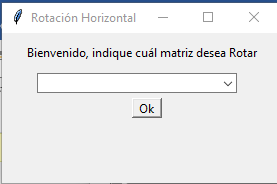 Rotación Horizontal
Bienvenido, indique cuál matriz desea Rotar
Ok